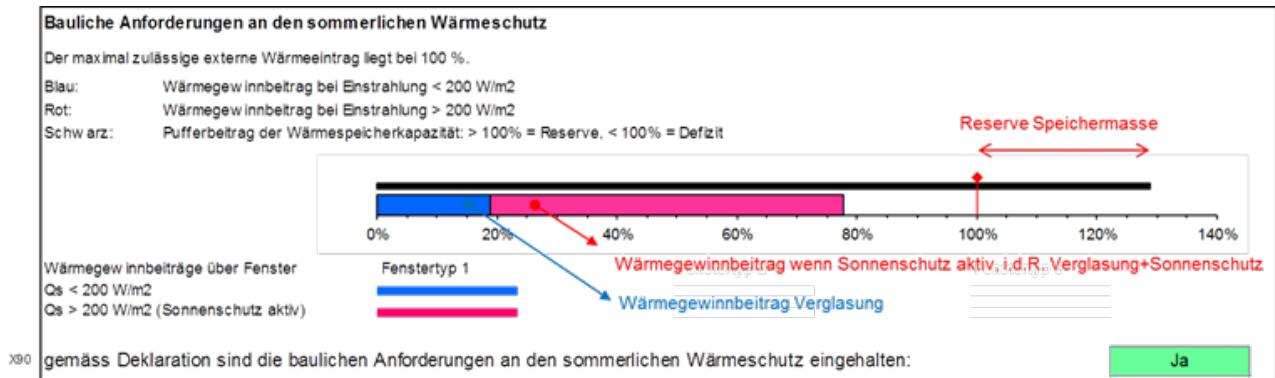 Bauliche Anforderungen an den sommerlichen Wärmeschutz
Der maximal zulässige externe Wärmeeintrag liegt bei 100 %.
Blau: Wärmegewinnbeitrag bei Einstrahlung < 200 W/m2
Rot: Wärmegewinnbeitrag bei Einstrahlung > 200 W/m2
Schwarz: Pufferbeitrag der Wärmespeicherkapazität: > 100% = Reserve, < 100% = Defizit
Reserve Speichermasse
0% 20% 40% 60% 80% 100% 120% 140%
Wärmegewinnbeiträge über Fenster Fenstertyp 1 Wärmegewinnbeitrag wenn Sonnenschutz aktiv, i.d.R. Verglasung+Sonnenschutz
Qs < 200 W/m2
Wärmegewinnbeitrag Verglasung
Qs > 200 W/m2 (Sonnenschutz aktiv)
X90 gemäss Deklaration sind die baulichen Anforderungen an den sommerlichen Wärmeschutz eingehalten: Ja